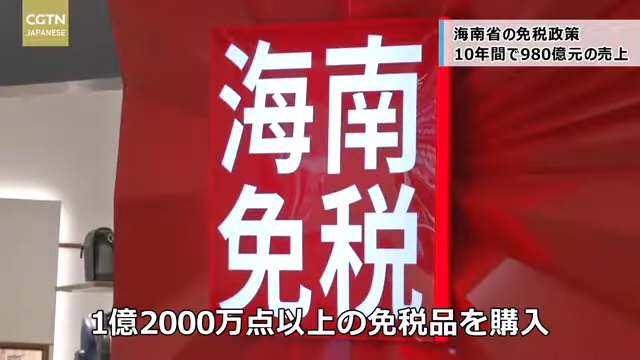 CGTN
JAPANESE
海南省の免税政策
10年間で980億元の売上
海南
免税
1億2000万点以上の免税品を購入